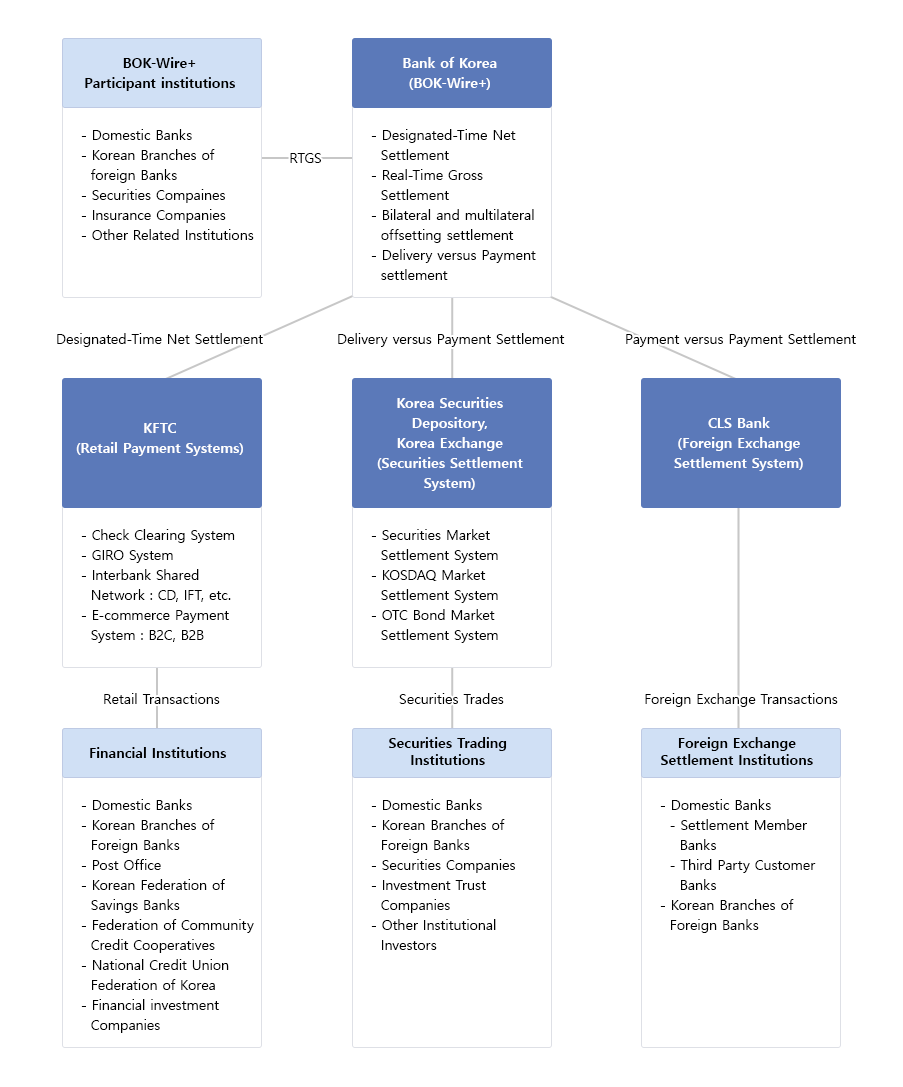 BOK-Wire+
Participant institutions
- Domestic Banks
- Korean Branches of
foreign Banks
- Securities Compaines
- Insurance Companies
- Other Related Institutions
RTGS
Bank of Korea
(BOK-Wire+)
- Designated-Time Net
Settlement
- Real-Time Gross
Settlement
- Bilateral and multilateral
offsetting settlement
- Delivery versus Payment
settlement
Designated-Time Net Settlement
Delivery versus Payment Settlement
Payment versus Payment Settlement
KFTC
(Retail Payment Systems)
- Check Clearing System
- GIRO System
- Interbank Shared
Network : CD, IFT, etc.
- E-commerce Payment
System : B2C, B2B
Korea Securities
Depository,
Korea Exchange
(Securities Settlement
System)
- Securities Market
Settlement System
- KOSDAQ Market
Settlement System
- OTC Bond Market
Settlement System
CLS Bank
(Foreign Exchange
Settlement System)
Retail Transactions
Securities Trades
Foreign Exchange Transactions
Financial Institutions
- Domestic Banks
- Korean Branches of
Foreign Banks
- Post Office
- Korean Federation of
Savings Banks
- Federation of Community
Credit Cooperatives
- National Credit Union
Federation of Korea
- Financial investment
Companies
Securities Trading
Institutions
- Domestic Banks
- Korean Branches of
Foreign Banks
- Securities Companies
- Investment Trust
Companies
- Other Institutional
Investors
Foreign Exchange
Settlement Institutions
- Domestic Banks
- Settlement Member
Banks
- Third Party Customer
Banks
- Korean Branches of
Foreign Banks